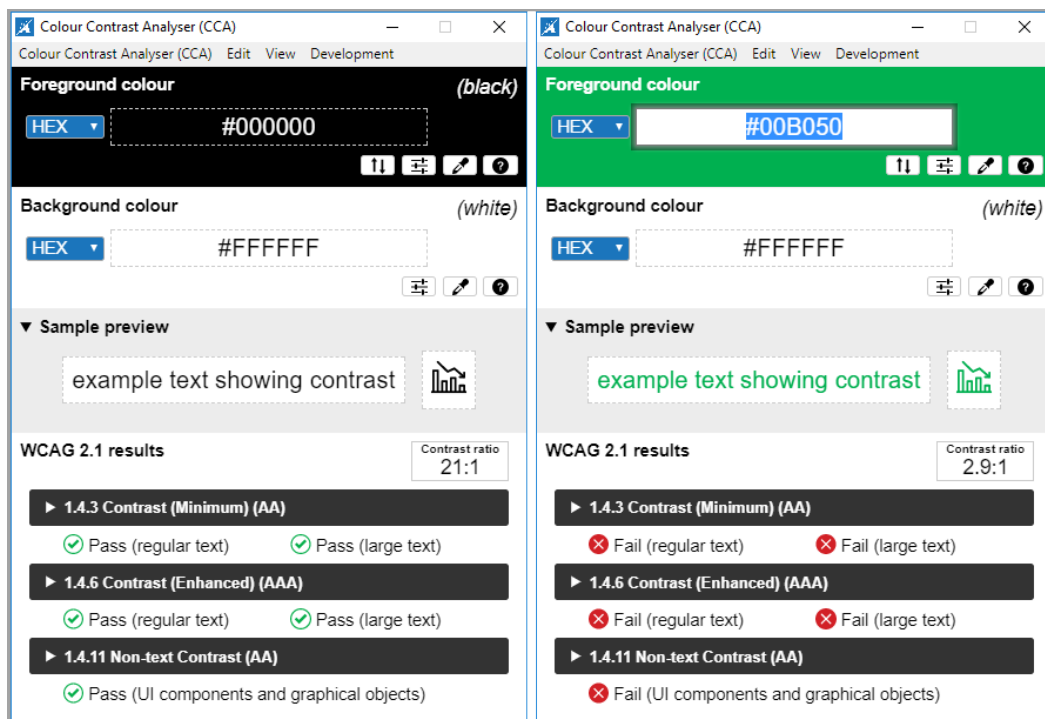 Colour Contrast Analyser (CCA)
Colour Contrast Analyser (CCA) Edit View Development
Foreground colour (black)
HEX #000000
Background colour (white)
HEX #FFFFFF
Sample preview
example text showing contrast
WCAG 2.1 results Contrast ratio
21:1
1.4.3 Contrast (Minimum) (AA)
Pass (regular text) Pass (large text)
1.4.6 Contrast (Enhanced) (AAA)
Pass (regular text) Pass (large text)
1.4.11 Non-text Contrast (AA)
Pass (UI components and graphical objects)
Colour Contrast Analyser (CCA)
Colour Contrast Analyser (CCA) Edit View Development
Foreground colour
HEX #00B050
Background colour (white)
HEX #FFFFFF
Sample preview
example text showing contrast
WCAG 2.1 results Contrast ratio
2.9:1
1.4.3 Contrast (Minimum) (AA)
Fail (regular text) Fail (large text)
1.4.6 Contrast (Enhanced) (AAA)
Fail (regular text) Fail (large text)
1.4.11 Non-text Contrast (AA)
Fail (UI components and graphical objects)